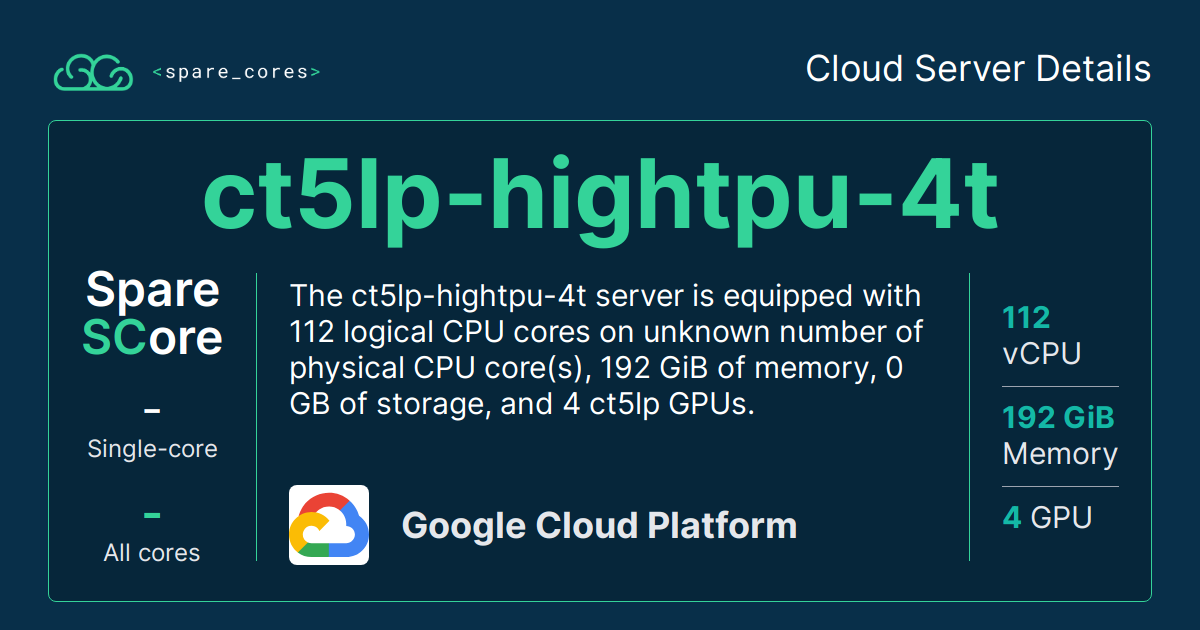 <spare_cores>
Cloud Server Details
ct5lp-hightpu-4t
Spare
SCore
–
Single-core
–
All cores
The ct5lp-hightpu-4t server is equipped with
112 logical CPU cores on unknown number of
physical CPU core(s), 192 GiB of memory, 0
GB of storage, and 4 ct5lp GPUs.
Google Cloud Platform
112
vCPU
192 GiB
Memory
4 GPU